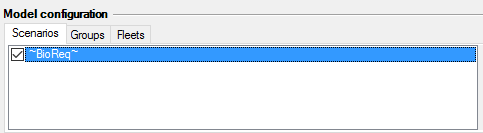 Model configuration
Scenarios Groups Fleets
~BioReq~